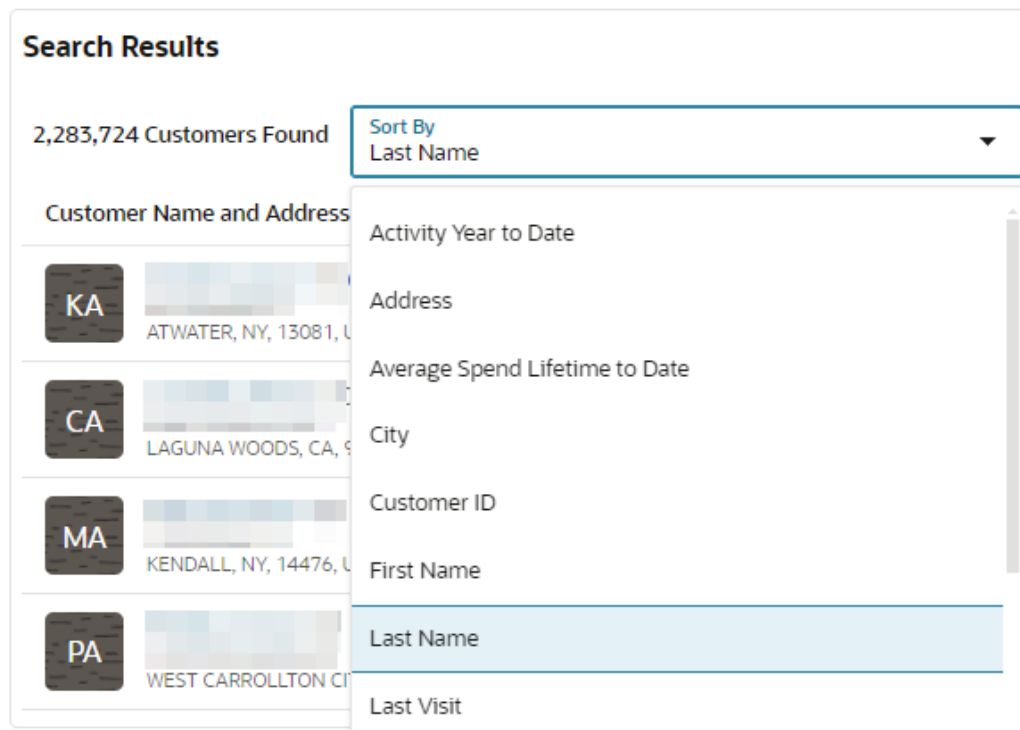 Search Results
2,283,724 Customers Found
Sort By
Last Name
Customer Name and Address
Activity Year to Date
Address
Average Spend Lifetime to Date
City
Customer ID
First Name
Last Name
Last Visit
KA
ATWATER, NY, 13081,
CA
LAGUNA WOODS, CA,
MA
KENDALL, NY, 14476,
PA
WEST CARROLLTON